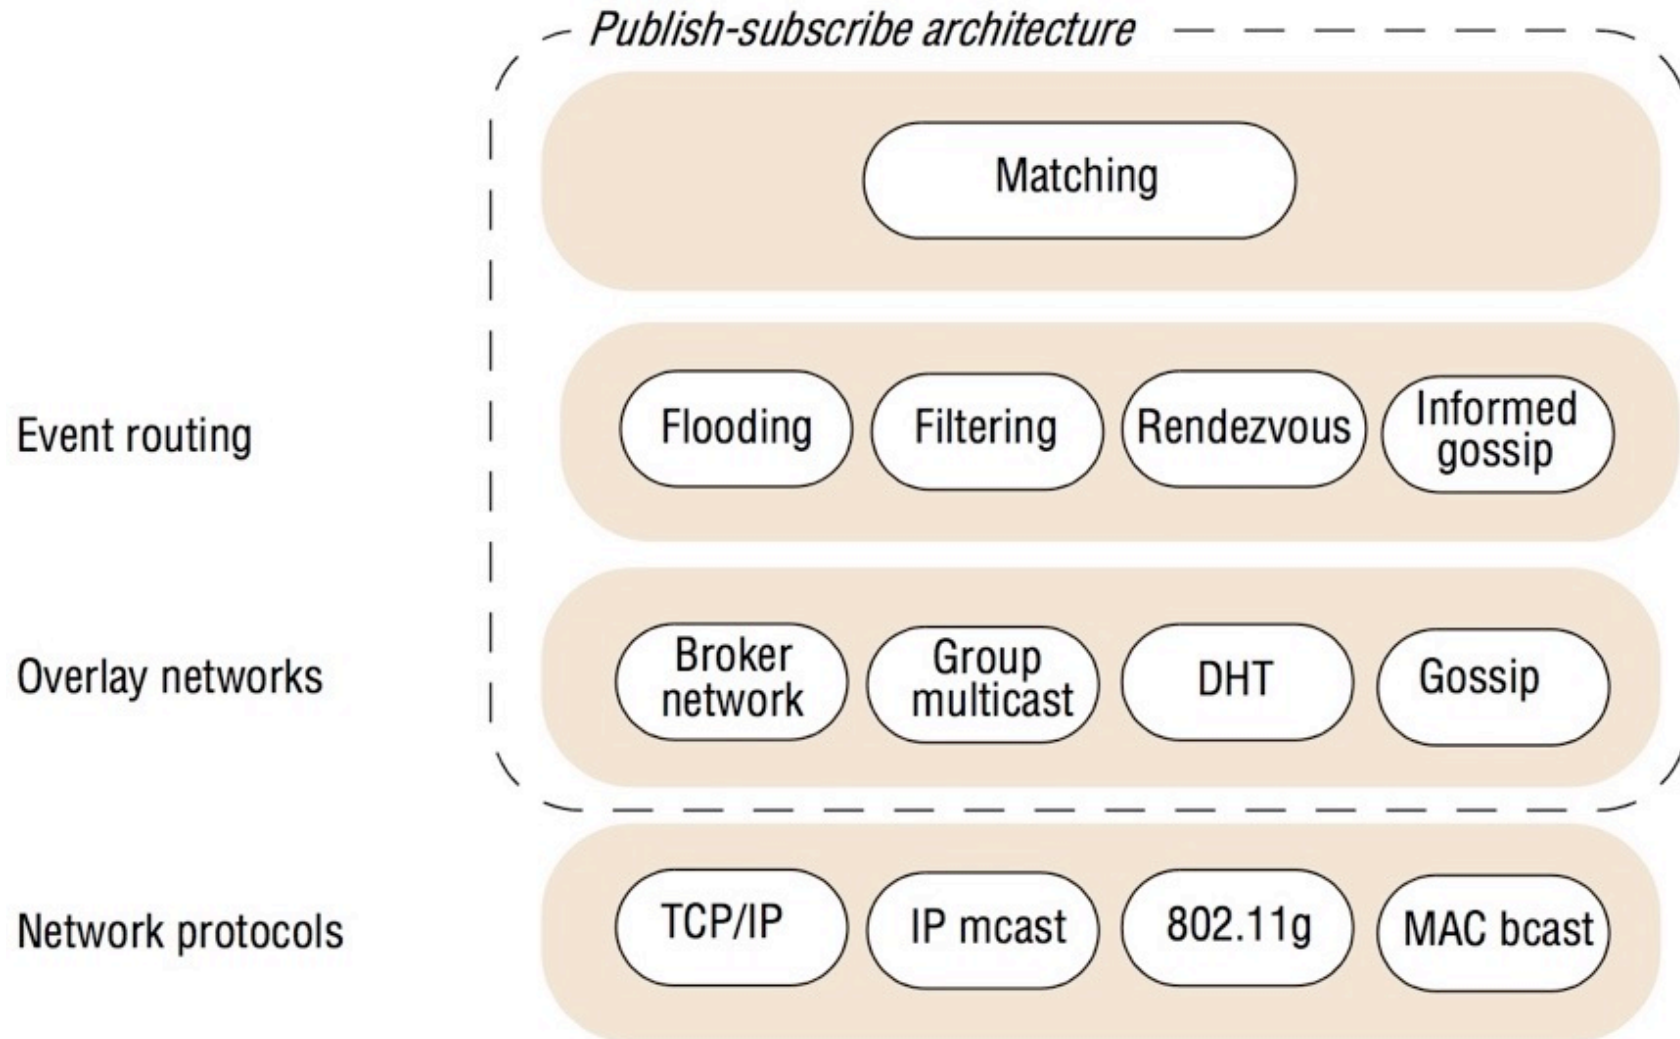 Publish-subscribe architecture
Matching
Event routing
Flooding
Filtering
Rendezvous
Informed
gossip
Overlay networks
Broker
network
Group
multicast
DHT
Gossip
Network protocols
TCP/IP
IP mcast
802.11g
MAC bcast